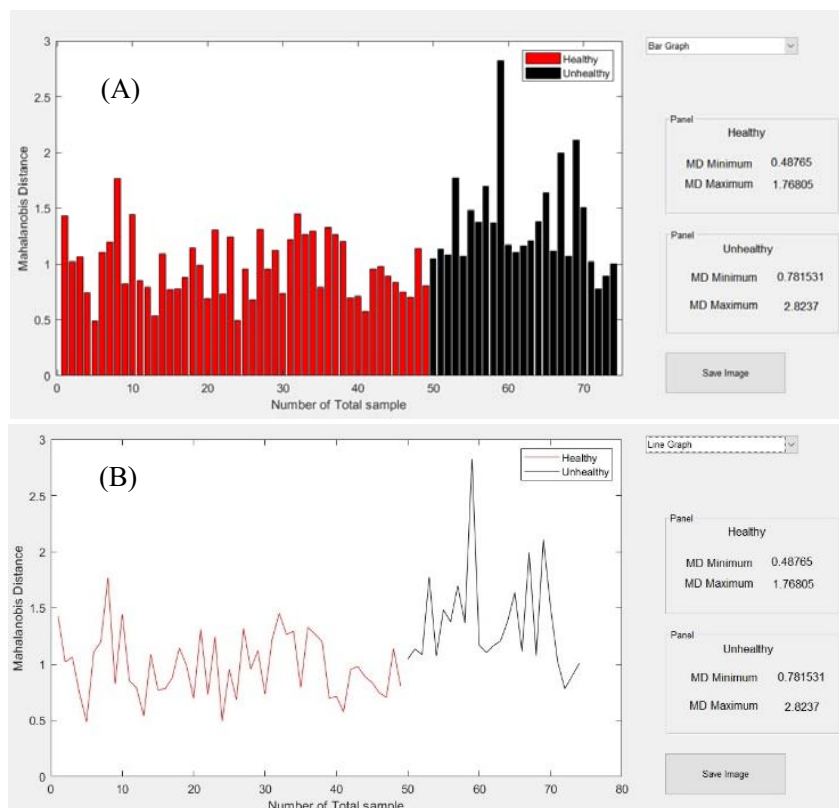 3
2.5
2
1.5
1
0.5
0
(A)
Healthy
Unhealthy
Mahalanobis Distance
0 10 20 30 40 50 60 70
Number of Total sample
Bar Graph
Panel
Healthy
MD Minimum 0.48765
MD Maximum 1.76805
Panel
Unhealthy
MD Minimum 0.781531
MD Maximum 2.8237
Save Image
3
2.5
2
1.5
1
0.5
0
(B)
Healthy
Unhealthy
Mahalanobis Distance
0 10 20 30 40 50 60 70 80
Number of Total sample
Line Graph
Panel
Healthy
MD Minimum 0.48765
MD Maximum 1.76805
Panel
Unhealthy
MD Minimum 0.781531
MD Maximum 2.8237
Save Image